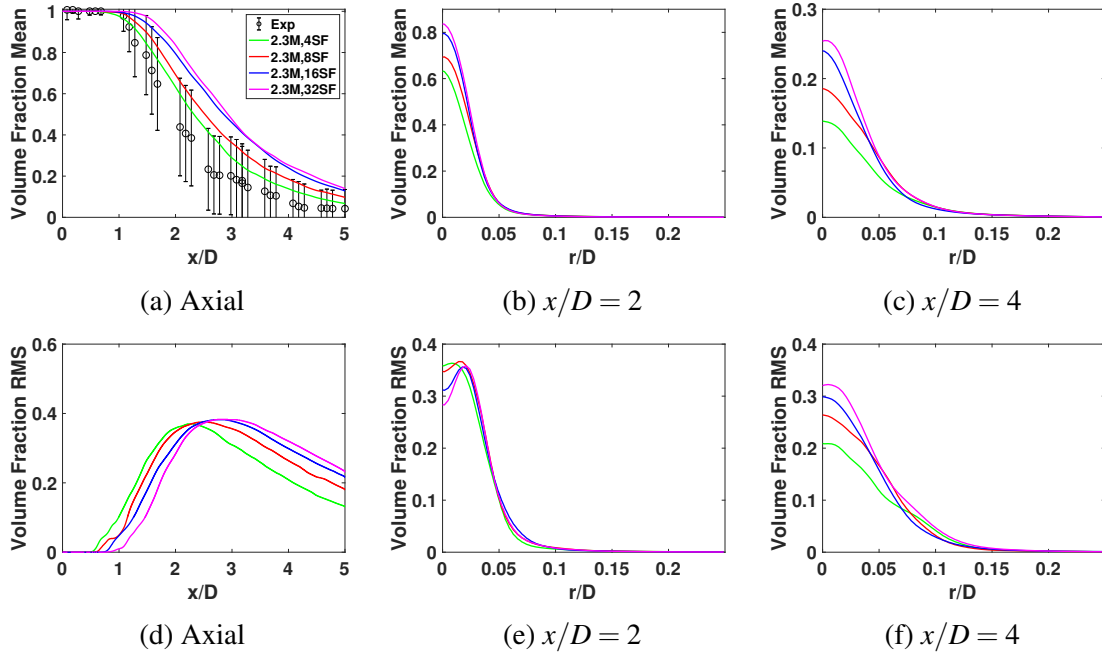 Volume Fraction Mean
1
0.8
0.6
0.4
0.2
0
0 1 2 3 4 5
x/D
Exp
2.3M,4SF
2.3M,8SF
2.3M,16SF
2.3M,32SF
(a) Axial
Volume Fraction Mean
1
0.8
0.6
0.4
0.2
0
0 0.05 0.1 0.15 0.2
r/D
(b) x/D = 2
Volume Fraction Mean
0.3
0.2
0.1
0
0 0.05 0.1 0.15 0.2
r/D
(c) x/D = 4
Volume Fraction RMS
0.6
0.4
0.2
0
0 1 2 3 4 5
x/D
(d) Axial
Volume Fraction RMS
0.4
0.3
0.2
0.1
0
0 0.05 0.1 0.15 0.2
r/D
(e) x/D = 2
Volume Fraction RMS
0.4
0.3
0.2
0.1
0
0 0.05 0.1 0.15 0.2
r/D
(f) x/D = 4